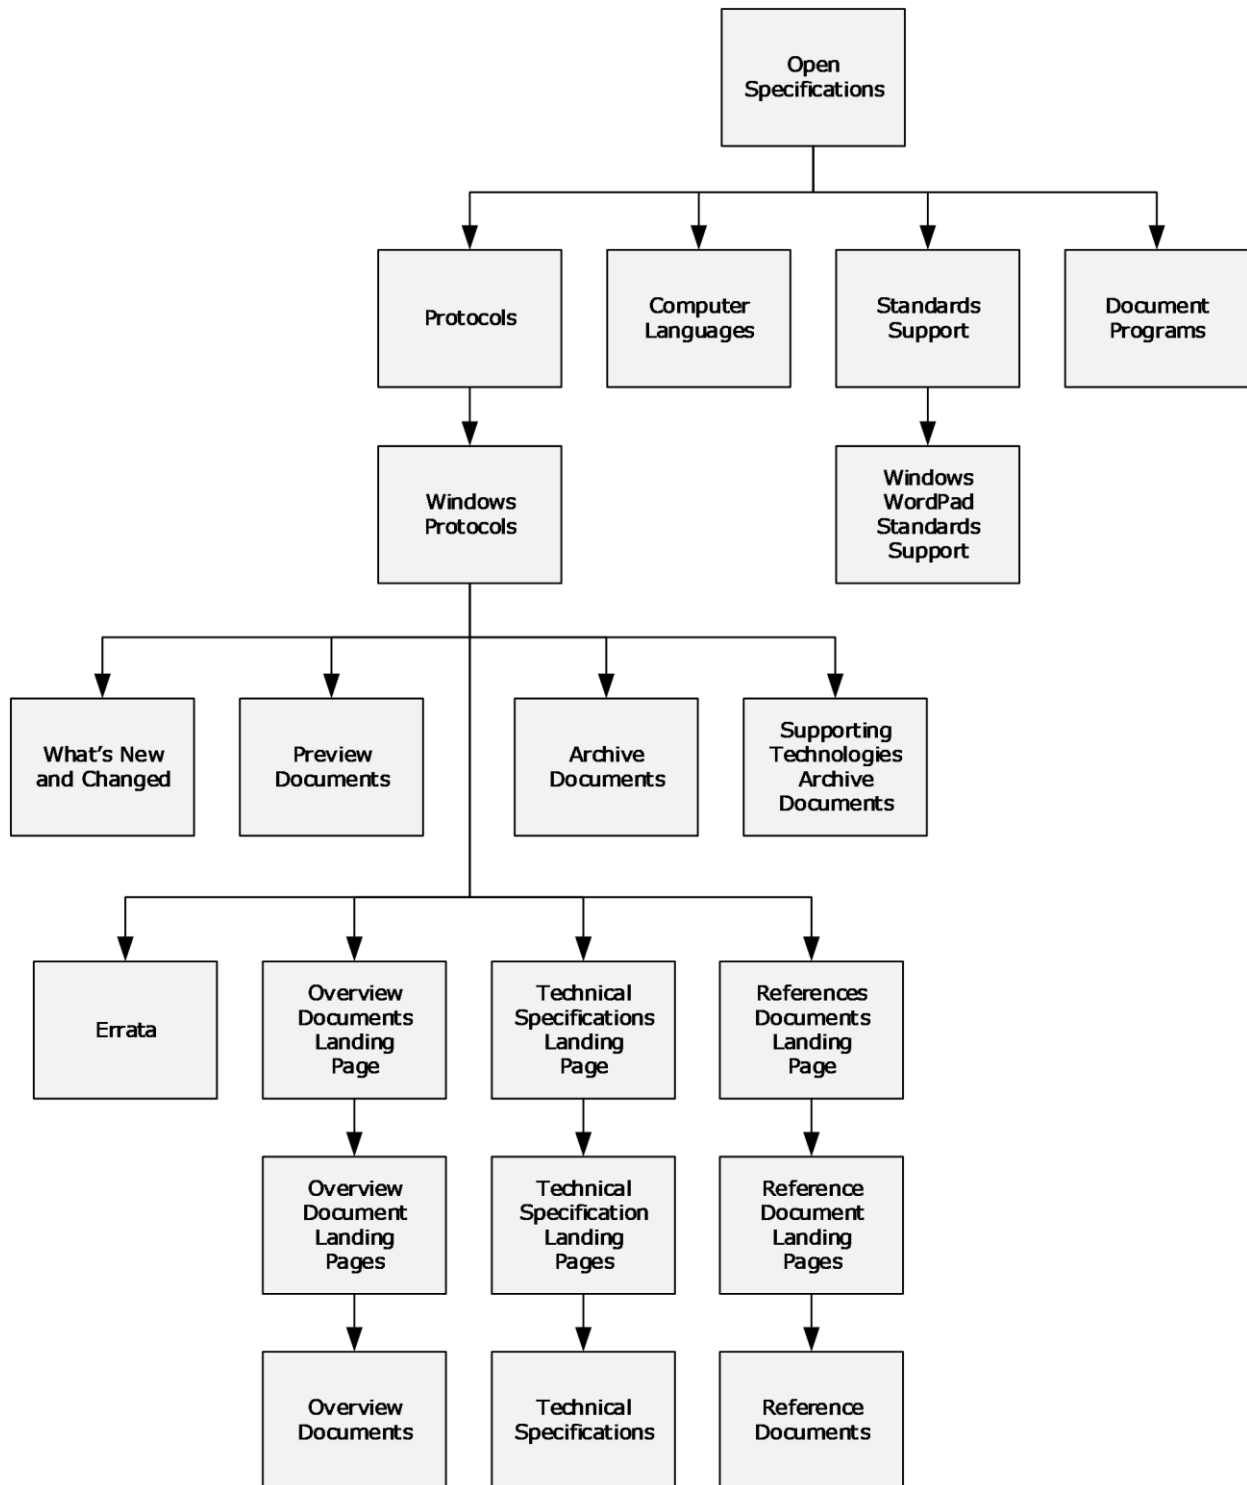 Open
Specifications
Protocols
Computer
Languages
Standards
Support
Document
Programs
Windows
Protocols
Windows
WordPad
Standards
Support
What's New
and Changed
Preview
Documents
Archive
Documents
Supporting
Technologies
Archive
Documents
Errata
Overview
Documents
Landing
Page
Technical
Specifications
Landing
Page
References
Documents
Landing
Page
Overview
Document
Landing
Pages
Technical
Specification
Landing
Pages
Reference
Document
Landing
Pages
Overview
Documents
Technical
Specifications
Reference
Documents